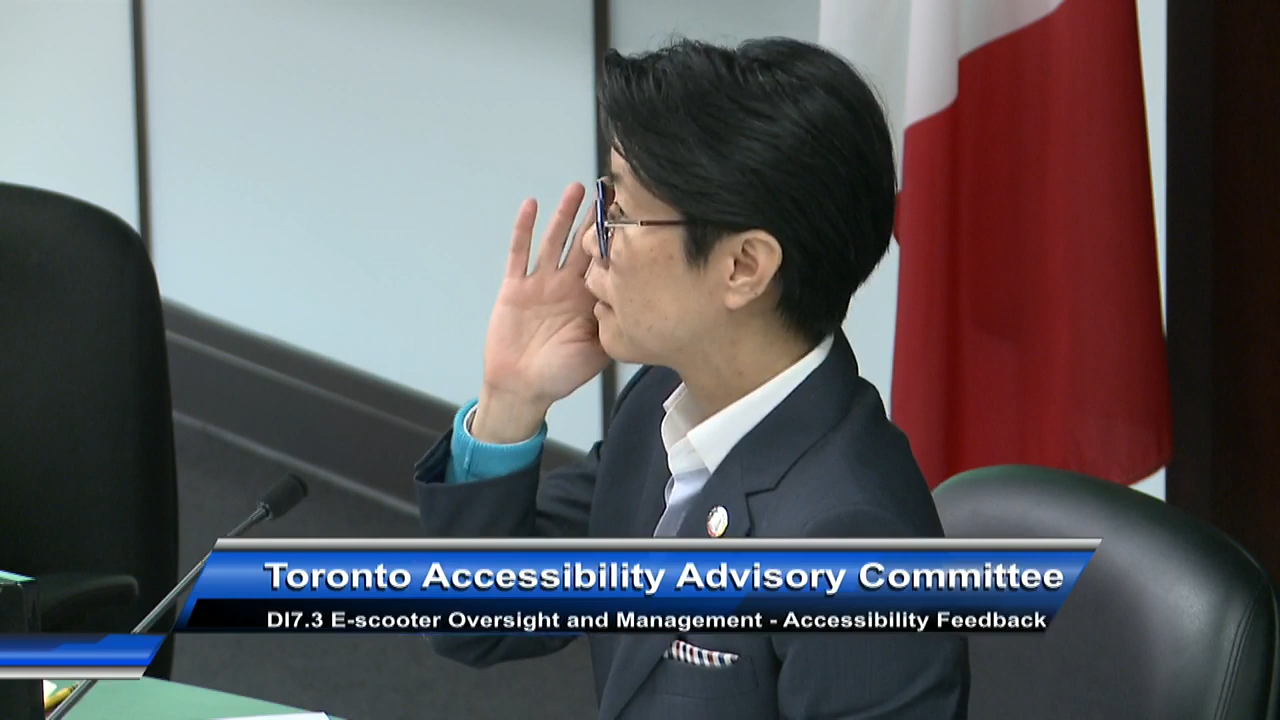 Toronto Accessibility Advisory Committee
DI7.3 E-scooter Oversight and Management - Accessibility Feedback